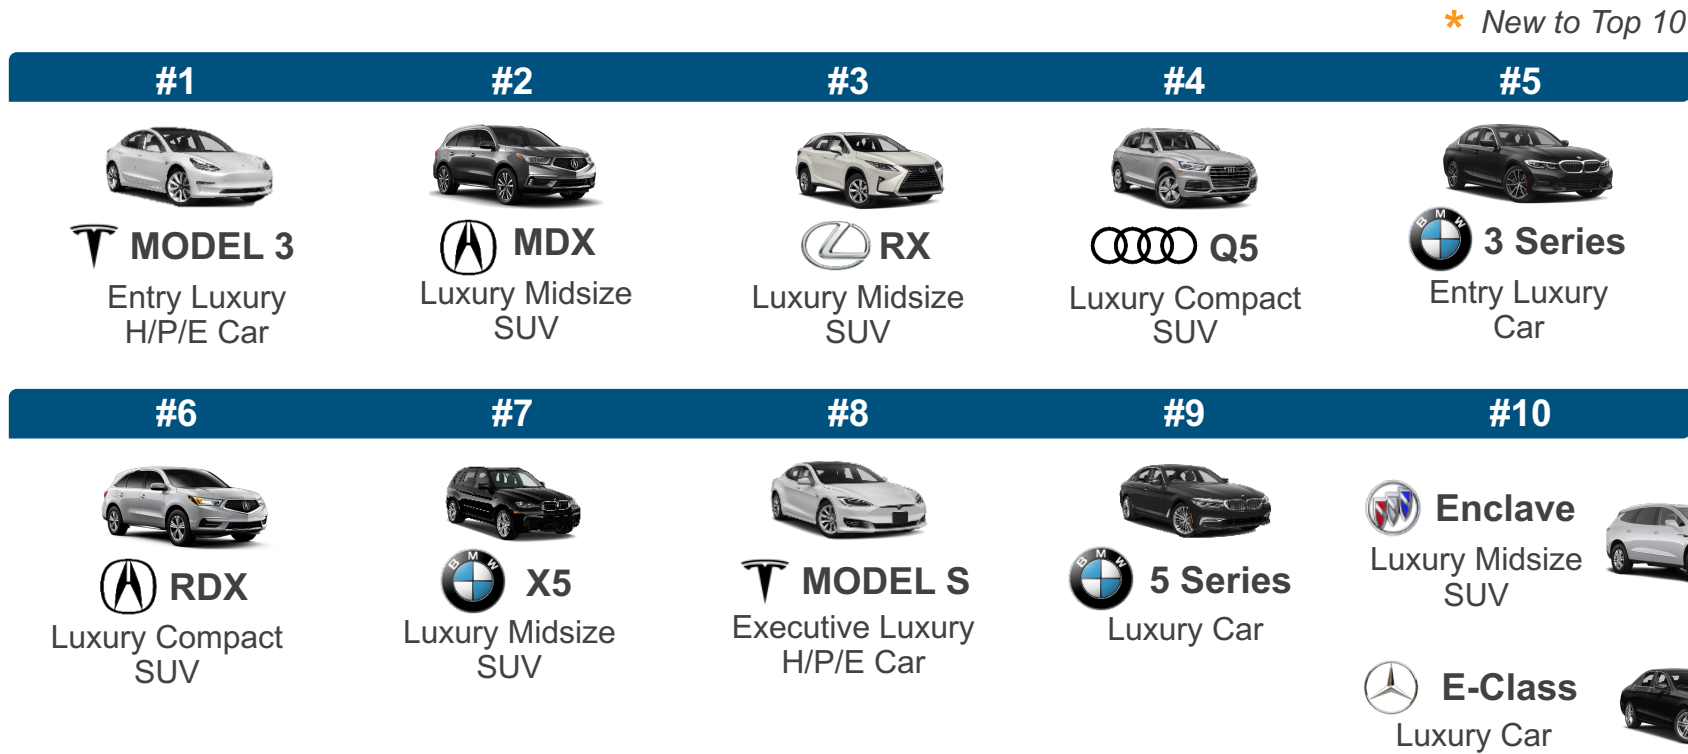 * New to Top 10
#1 #2 #3 #4 #5
MODEL 3
Entry Luxury
H/P/E Car
MDX
Luxury Midsize
SUV
RX
Luxury Midsize
SUV
Q5
Luxury Compact
SUV
BMW
3 Series
Entry Luxury
Car
#6 #7 #8 #9 #10
RDX
Luxury Compact
SUV
BMW
X5
Luxury Midsize
SUV
MODEL S
Executive Luxury
H/P/E Car
BMW
5 Series
Luxury Car
Enclave
Luxury Midsize
SUV
E-Class
Luxury Car